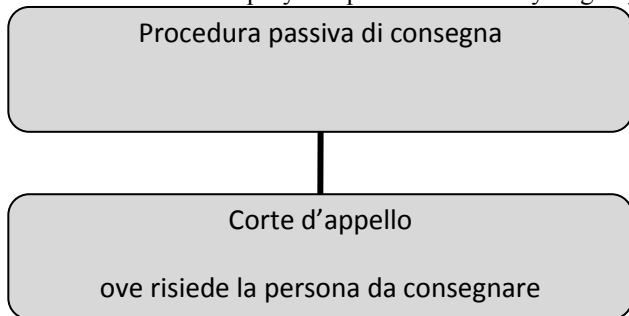 Procedura passiva di consegna
Corte d’appello
ove risiede la persona da consegnare